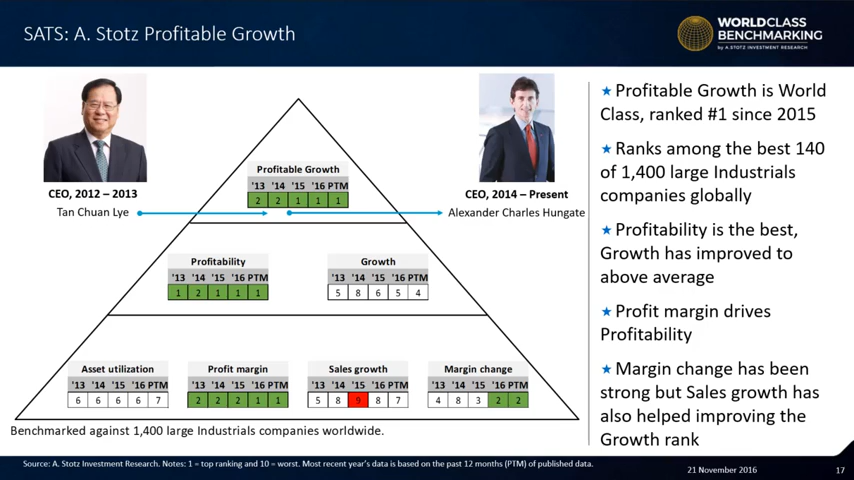 SATS: A. Stotz Profitable Growth
WORLDCLASS
BENCHMARKING
by A.STOTZ INVESTMENT RESEARCH
CEO, 2012 – 2013
Tan Chuan Lye
CEO, 2014 – Present
Alexander Charles Hungate
Profitable Growth
'13 '14 '15 '16 PTM
2 2 1 1 1
Profitability
'13 '14 '15 '16 PTM
1 2 1 1 1
Growth
'13 '14 '15 '16 PTM
5 8 6 5 4
Asset utilization
'13 '14 '15 '16 PTM
6 6 6 6 7
Profit margin
'13 '14 '15 '16 PTM
2 2 2 1 1
Sales growth
'13 '14 '15 '16 PTM
5 8 9 8 7
Margin change
'13 '14 '15 '16 PTM
4 8 3 2 2
Benchmarked against 1,400 large Industrials companies worldwide.
★ Profitable Growth is World
Class, ranked #1 since 2015
★ Ranks among the best 140
of 1,400 large Industrials
companies globally
★ Profitability is the best,
Growth has improved to
above average
★ Profit margin drives
Profitability
★ Margin change has been
strong but Sales growth has
also helped improving the
Growth rank
Source: A. Stotz Investment Research. Notes: 1 = top ranking and 10 = worst. Most recent year's data is based on the past 12 months (PTM) of published data.
21 November 2016
17